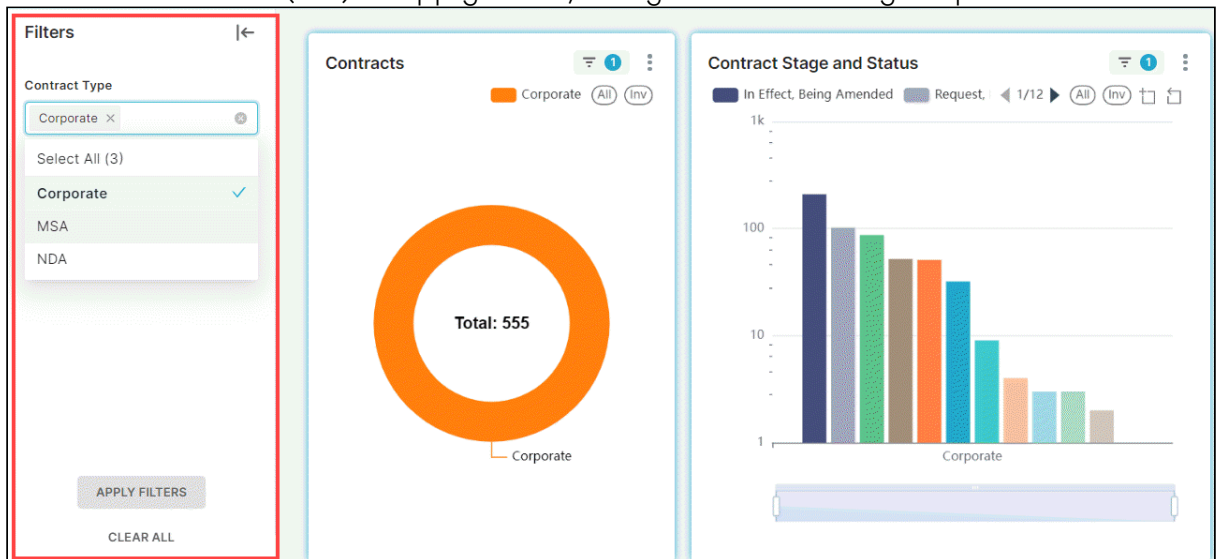 Filters
Contract Type
Corporate ×
Select All (3)
Corporate
MSA
NDA
APPLY FILTERS
CLEAR ALL
Contracts
1
Corporate All Inv
Total: 555
Corporate
Contract Stage and Status
1
In Effect, Being Amended Request, 1/12 All Inv
1k
100
10
1
Corporate